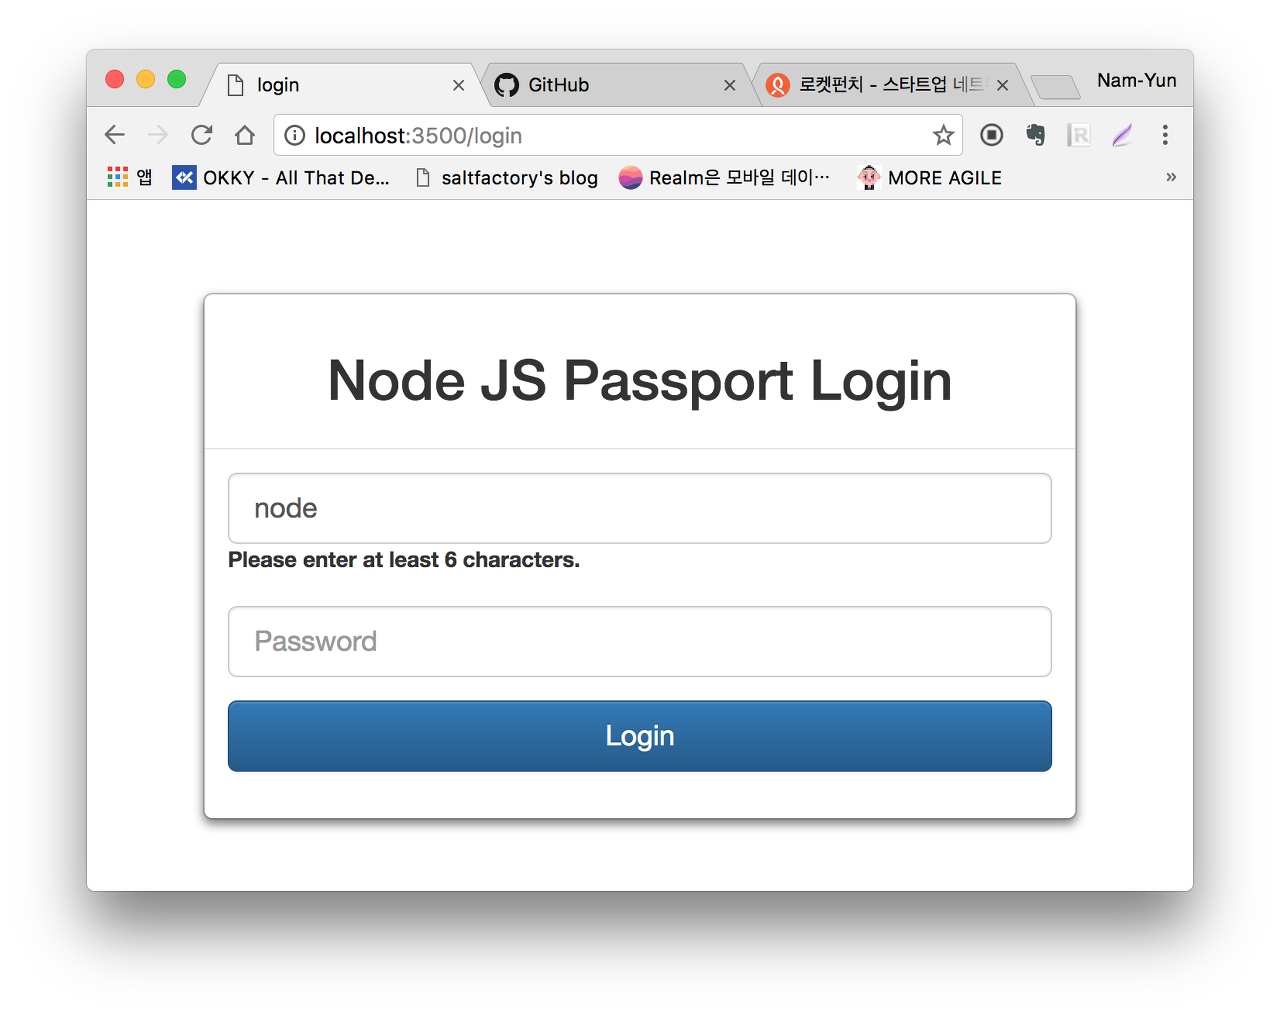 login
GitHub
로켓펀치 - 스타트업 네트
Nam-Yun
localhost:3500/login
앱
OKKY - All That De...
saltfactory's blog
Realm은 모바일 데이...
MORE AGILE
»
Node JS Passport Login
node
Please enter at least 6 characters.
Password
Login